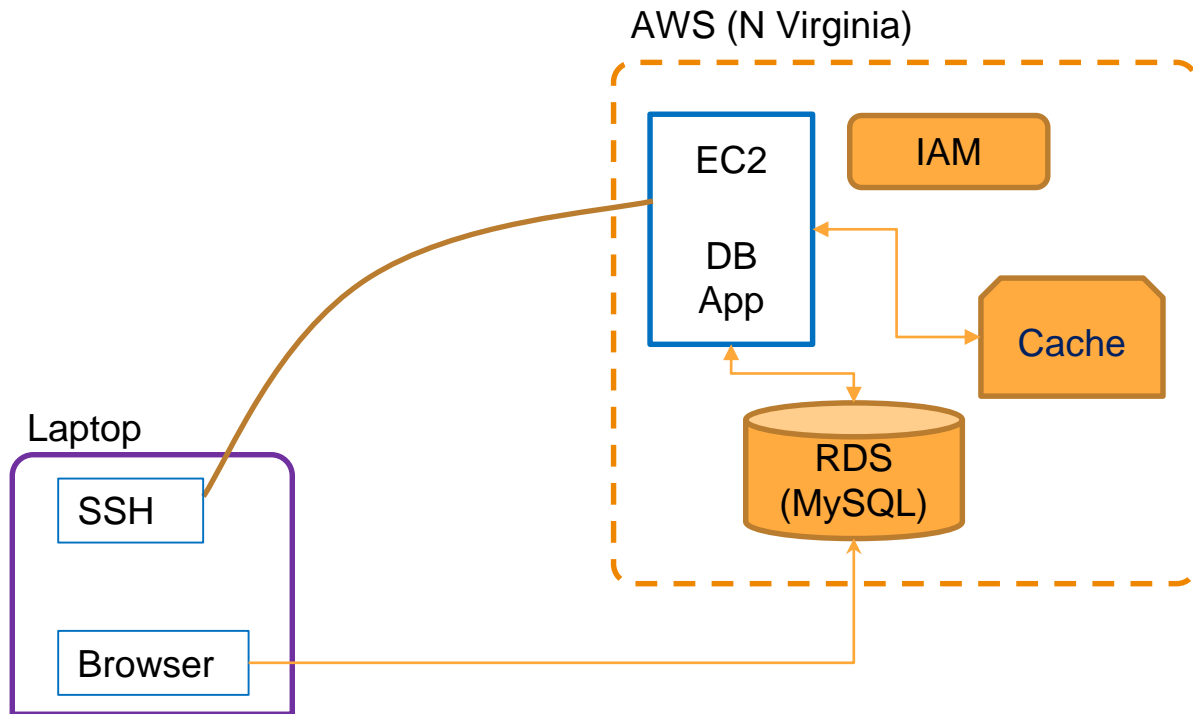 AWS (N Virginia)
EC2
IAM
DB
App
Cache
Laptop
RDS
(MySQL)
SSH
Browser